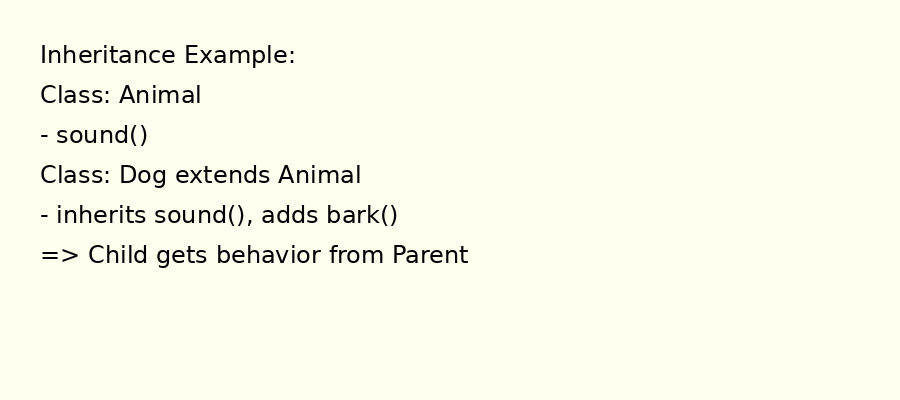 Inheritance Example:
Class: Animal
- sound()
Class: Dog extends Animal
- inherits sound(), adds bark()
=> Child gets behavior from Parent